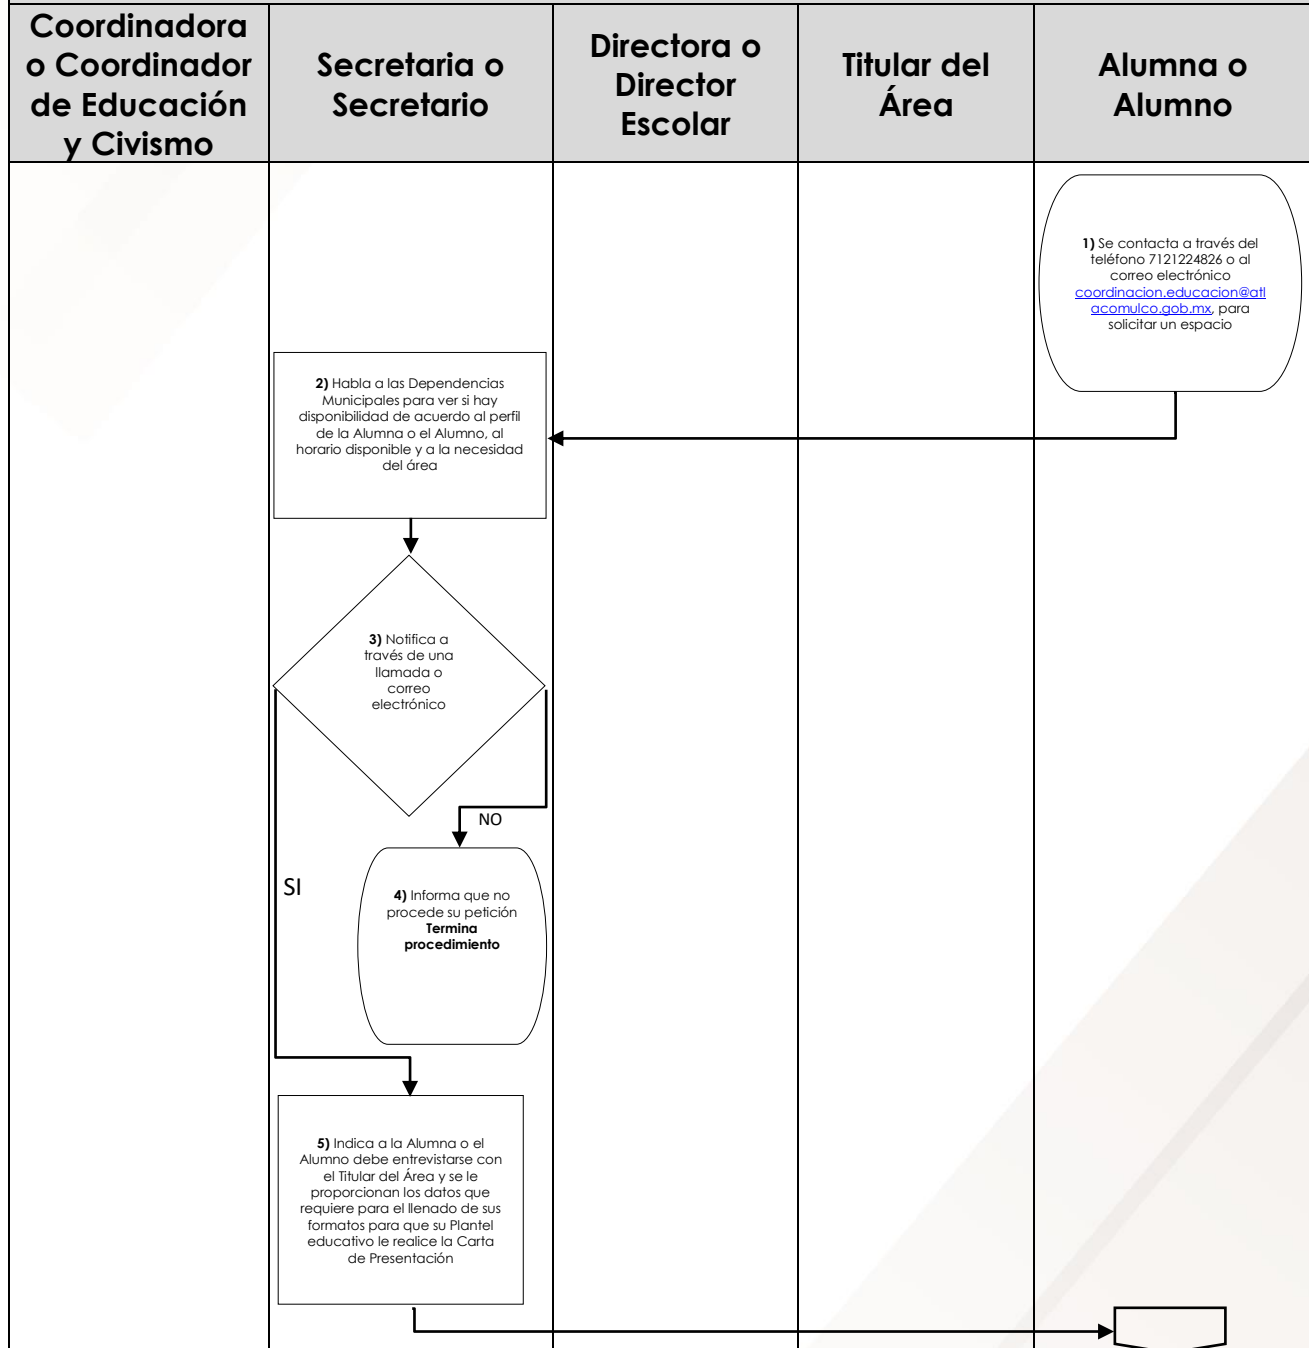 Coordinadora
o Coordinador
de Educación
y Civismo
Secretaria o
Secretario
Directora o
Director
Escolar
Titular del
Área
Alumna o
Alumno
1) Se contacta a través del
teléfono 7121224826 o al
correo electrónico
coordinacion.educacion@atl
acomulco.gob.mx, para
solicitar un espacio
2) Habla a las Dependencias
Municipales para ver si hay
disponibilidad de acuerdo al perfil
de la Alumna o el Alumno, al
horario disponible y a la necesidad
del área
3) Notifica a
través de una
llamada o
correo
electrónico
NO
SI
4) Informa que no
procede su petición
Termina
procedimiento
5) Indica a la Alumna o el
Alumno debe entrevistarse con
el Titular del Área y se le
proporcionan los datos que
requiere para el llenado de sus
formatos para que su Plantel
educativo le realice la Carta
de Presentación